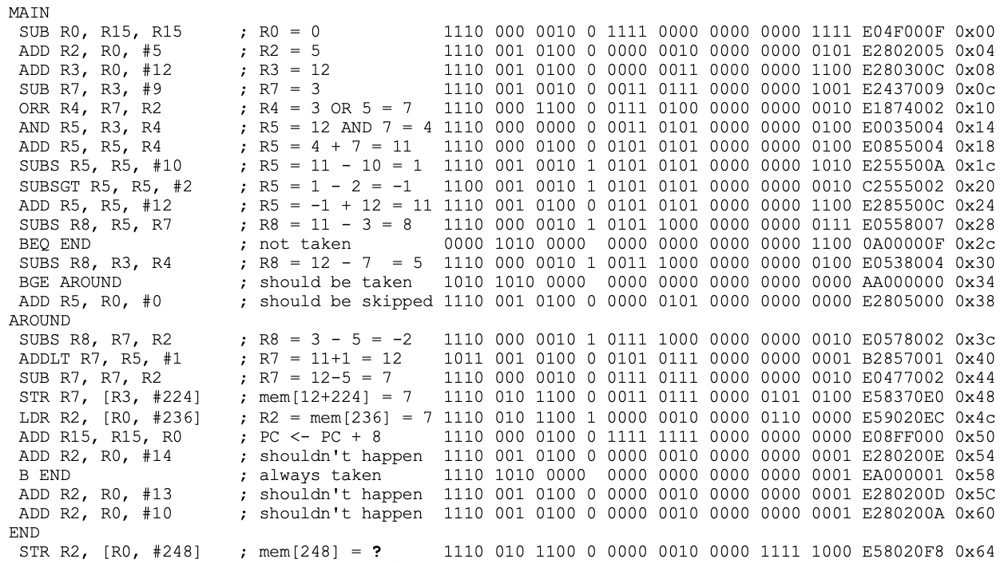 MAIN
SUB R0, R15, R15 ; R0 = 0 1110 000 0010 0 1111 0000 0000 0000 1111 E04F000F 0x00
ADD R2, R0, #5 ; R2 = 5 1110 001 0100 0 0000 0010 0000 0000 0101 E2802005 0x04
ADD R3, R0, #12 ; R3 = 12 1110 001 0100 0 0000 0011 0000 0000 1100 E280300C 0x08
SUB R7, R3, #9 ; R7 = 3 1110 001 0010 0 0011 0111 0000 0000 1001 E2437009 0x0c
ORR R4, R7, R2 ; R4 = 3 OR 5 = 7 1110 000 1100 0 0111 0100 0000 0000 0010 E1874002 0x10
AND R5, R3, R4 ; R5 = 12 AND 7 = 4 1110 000 0000 0 0011 0101 0000 0000 0100 E0035004 0x14
ADD R5, R5, R4 ; R5 = 4 + 7 = 11 1110 000 0100 0 0101 0101 0000 0000 0100 E0855004 0x18
SUBS R5, R5, #10 ; R5 = 11 - 10 = 1 1110 001 0010 1 0101 0101 0000 0000 1010 E255500A 0x1c
SUBSGT R5, R5, #2 ; R5 = 1 - 2 = -1 1100 001 0010 1 0101 0101 0000 0000 0010 C2555002 0x20
ADD R5, R5, #12 ; R5 = -1 + 12 = 11 1110 001 0100 0 0101 0101 0000 0000 1100 E285500C 0x24
SUBS R8, R5, R7 ; R8 = 11 - 3 = 8 1110 000 0010 1 0101 1000 0000 0000 0111 E0558007 0x28
BEQ END ; not taken 0000 1010 0000 0000 0000 0000 0000 1100 0A00000F 0x2c
SUBS R8, R3, R4 ; R8 = 12 - 7 = 5 1110 000 0010 1 0011 1000 0000 0000 0100 E0538004 0x30
BGE AROUND ; should be taken 1010 1010 0000 0000 0000 0000 0000 0000 AA000000 0x34
ADD R5, R0, #0 ; should be skipped 1110 001 0100 0 0000 0101 0000 0000 0000 E2805000 0x38
AROUND
SUBS R8, R7, R2 ; R8 = 3 - 5 = -2 1110 000 0010 1 0111 1000 0000 0000 0010 E0578002 0x3c
ADDLT R7, R5, #1 ; R7 = 11+1 = 12 1011 001 0100 0 0101 0111 0000 0000 0001 B2857001 0x40
SUB R7, R7, R2 ; R7 = 12-5 = 7 1110 000 0010 0 0111 0111 0000 0000 0010 E0477002 0x44
STR R7, [R3, #224] ; mem[12+224] = 7 1110 010 1100 0 0011 0111 0000 0101 0100 E58370E0 0x48
LDR R2, [R0, #236] ; R2 = mem[236] = 7 1110 010 1100 1 0000 0010 0000 0110 0000 E59020EC 0x4c
ADD R15, R15, R0 ; PC <- PC + 8 1110 000 0100 0 1111 1111 0000 0000 0000 E08FF000 0x50
ADD R2, R0, #14 ; shouldn't happen 1110 001 0100 0 0000 0010 0000 0000 0001 E280200E 0x54
B END ; always taken 1110 1010 0000 0000 0000 0000 0000 0001 EA000001 0x58
ADD R2, R0, #13 ; shouldn't happen 1110 001 0100 0 0000 0010 0000 0000 0001 E280200D 0x5C
ADD R2, R0, #10 ; shouldn't happen 1110 001 0100 0 0000 0010 0000 0000 0001 E280200A 0x60
END
STR R2, [R0, #248] ; mem[248] = ? 1110 010 1100 0 0000 0010 0000 1111 1000 E58020F8 0x64